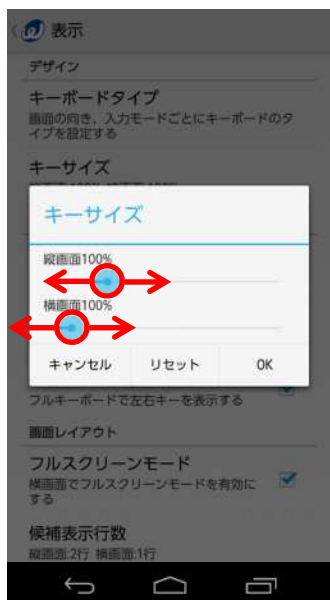 表示
デザイン
キーボードタイプ
画面の向き、入力モードごとにキーボードのタ
イプを設定する
キーサイズ
キーサイズ
縦画面100%
横画面100%
キャンセル リセット OK
フルキーボードで左右キーを表示する
画面レイアウト
フルスクリーンモード
横画面でフルスクリーンモードを有効に
する
候補表示行数
縦画面:2行 横画面:1行